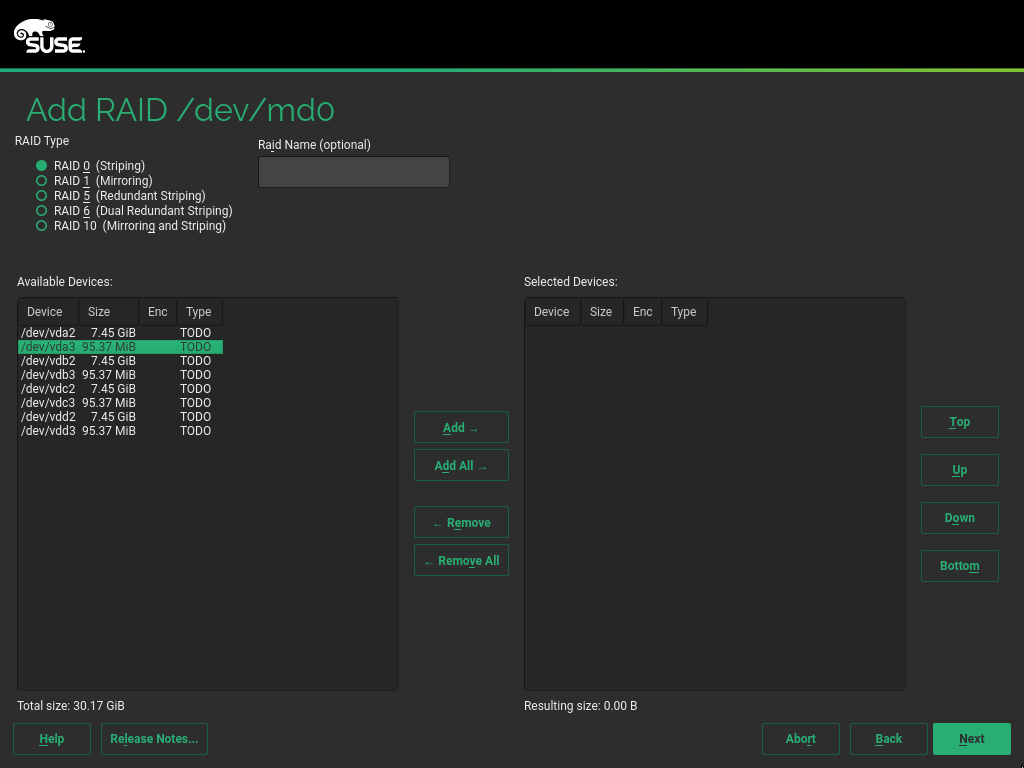 SUSE.
Add RAID /dev/md0
RAID Type
Raid Name (optional)
RAID 0 (Striping)
RAID 1 (Mirroring)
RAID 5 (Redundant Striping)
RAID 6 (Dual Redundant Striping)
RAID 10 (Mirroring and Striping)
Available Devices:
Device Size Enc Type
/dev/vda2 7.45 GiB TODO
/dev/vda3 95.37 MiB TODO
/dev/vdb2 7.45 GiB TODO
/dev/vdb3 95.37 MiB TODO
/dev/vdc2 7.45 GiB TODO
/dev/vdc3 95.37 MiB TODO
/dev/vdd2 7.45 GiB TODO
/dev/vdd3 95.37 MiB TODO
Total size: 30.17 GiB
Add →
Add All →
← Remove
← Remove All
Selected Devices:
Device Size Enc Type
Resulting size: 0.00 B
Top
Up
Down
Bottom
Help Release Notes... Abort Back Next